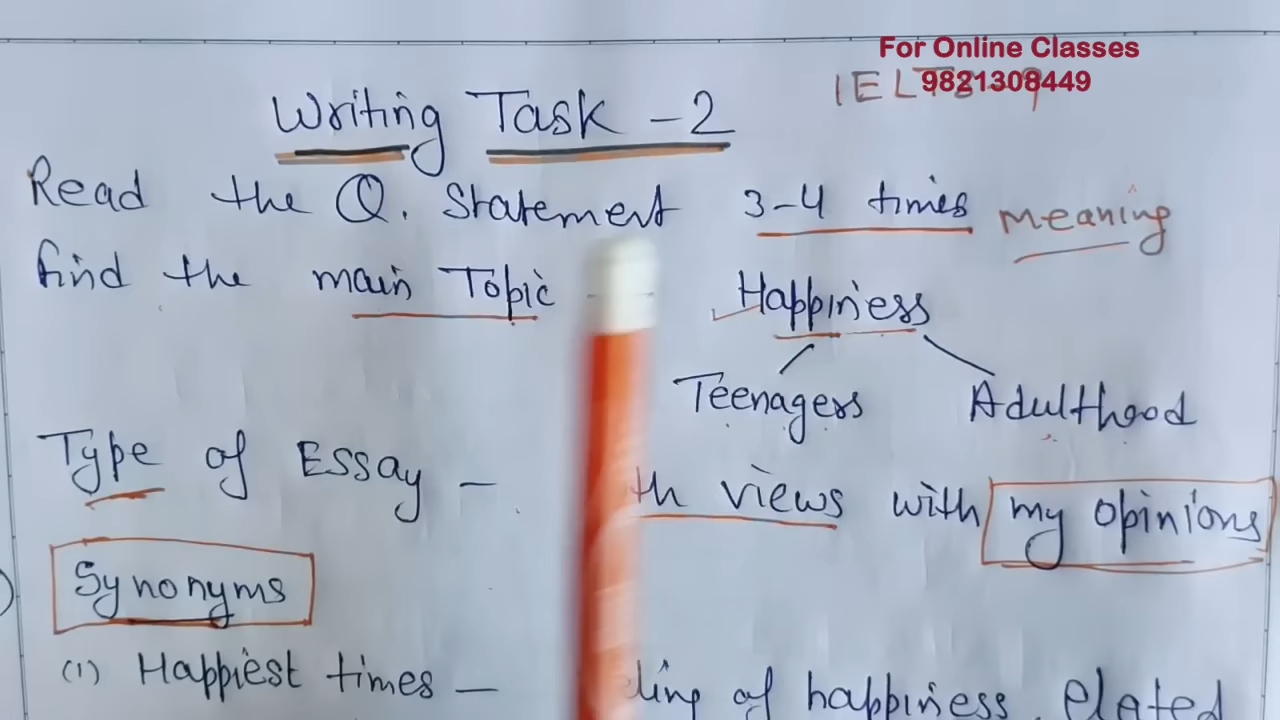 For Online Classes
9821308449
Writing Task - 2
Read the Q. Statement 3-4 times meaning
find the main Topic Happiness
Teenagers Adulthood
Type of Essay - views with my opinions
Synonyms
(1) Happiest times - of happiness, elated